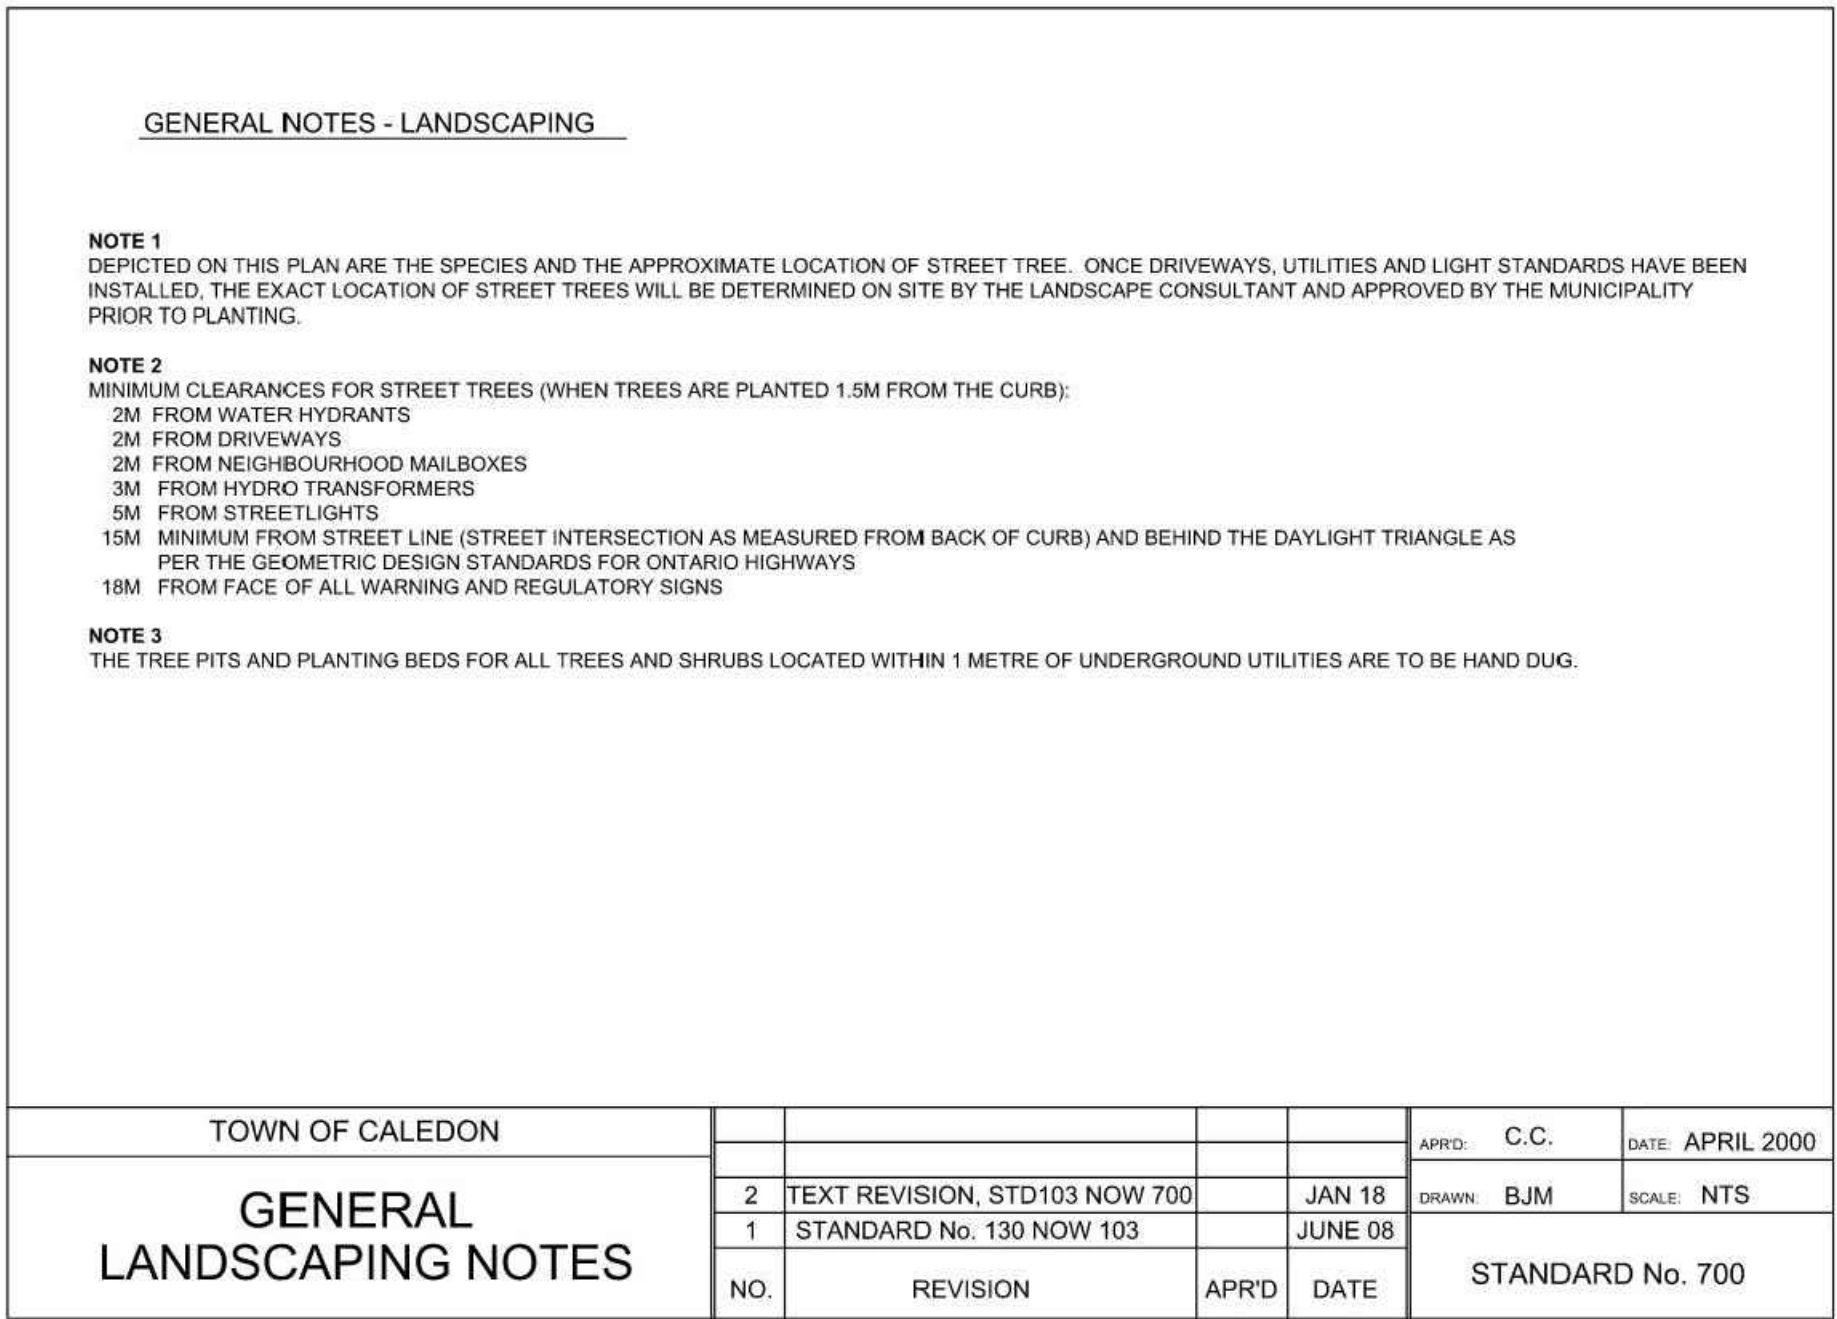 GENERAL NOTES - LANDSCAPING
NOTE 1
DEPICTED ON THIS PLAN ARE THE SPECIES AND THE APPROXIMATE LOCATION OF STREET TREE. ONCE DRIVEWAYS, UTILITIES AND LIGHT STANDARDS HAVE BEEN
INSTALLED, THE EXACT LOCATION OF STREET TREES WILL BE DETERMINED ON SITE BY THE LANDSCAPE CONSULTANT AND APPROVED BY THE MUNICIPALITY
PRIOR TO PLANTING.
NOTE 2
MINIMUM CLEARANCES FOR STREET TREES (WHEN TREES ARE PLANTED 1.5M FROM THE CURB):
2M FROM WATER HYDRANTS
2M FROM DRIVEWAYS
2M FROM NEIGHBOURHOOD MAILBOXES
3M FROM HYDRO TRANSFORMERS
5M FROM STREETLIGHTS
15M MINIMUM FROM STREET LINE (STREET INTERSECTION AS MEASURED FROM BACK OF CURB) AND BEHIND THE DAYLIGHT TRIANGLE AS
PER THE GEOMETRIC DESIGN STANDARDS FOR ONTARIO HIGHWAYS
18M FROM FACE OF ALL WARNING AND REGULATORY SIGNS
NOTE 3
THE TREE PITS AND PLANTING BEDS FOR ALL TREES AND SHRUBS LOCATED WITHIN 1 METRE OF UNDERGROUND UTILITIES ARE TO BE HAND DUG.
TOWN OF CALEDON
GENERAL
LANDSCAPING NOTES
2 TEXT REVISION, STD103 NOW 700 JAN 18
1 STANDARD No. 130 NOW 103 JUNE 08
NO. REVISION APR'D DATE
APR'D: C.C. DATE: APRIL 2000
DRAWN: BJM SCALE: NTS
STANDARD No. 700